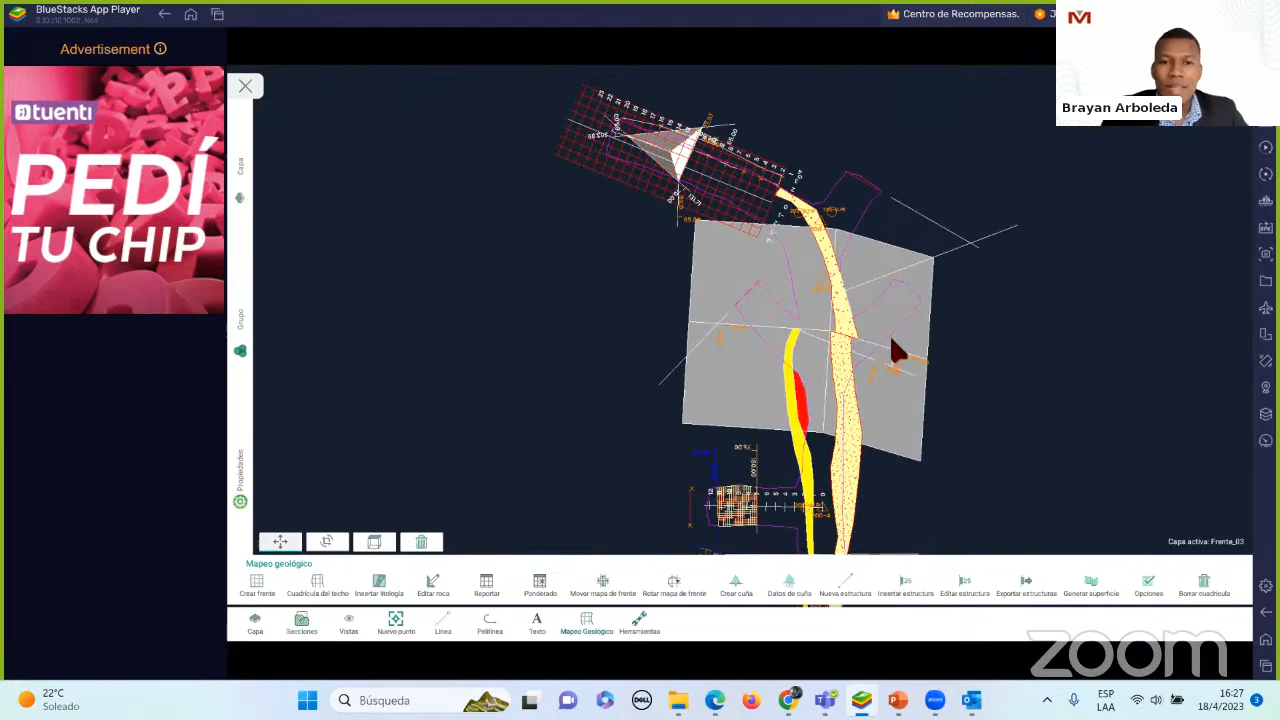 BlueStacks App Player
Centro de Recompensas.
Advertisement
tuenti
PEDÍ
TU CHIP
Brayan Arboleda
Capa
Grupo
Propiedades
Capa activa: Frente_03
Mapeo geológico
Crear frente
Cuadrícula del techo
Insertar litología
Editar roca
Reportar
Ponderado
Mover mapa de frente
Rotar mapa de frente
Crear cuña
Datos de cuña
Nueva estructura
Insertar estructura
Editar estructura
Exportar estructuras
Generar superficie
Opciones
Borrar cuadrícula
Capa
Secciones
Vistas
Nuevo punto
Línea
Polilínea
Texto
Mapeo Geológico
Herramientas
zoom
22°C
Soleado
Búsqueda
ESP
LAA
16:27
18/4/2023
3